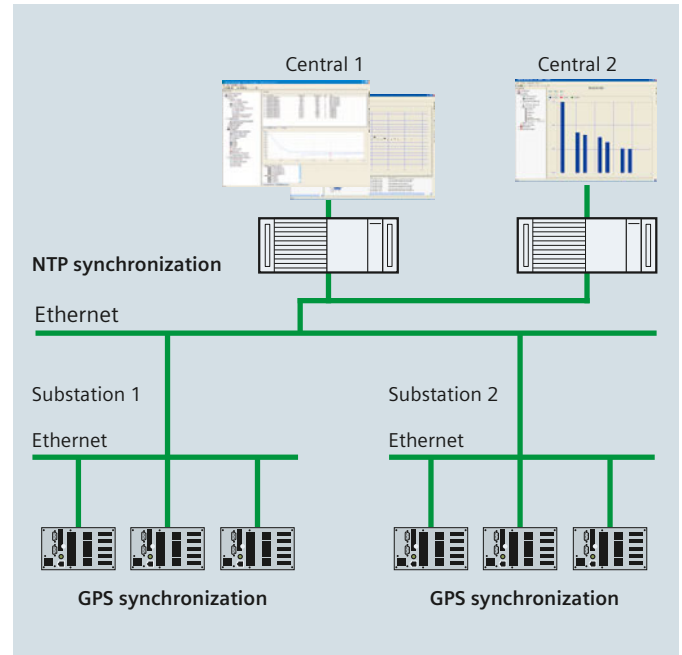 Central 1
Central 2
NTP synchronization
Ethernet
Substation 1
Substation 2
Ethernet
Ethernet
GPS synchronization
GPS synchronization